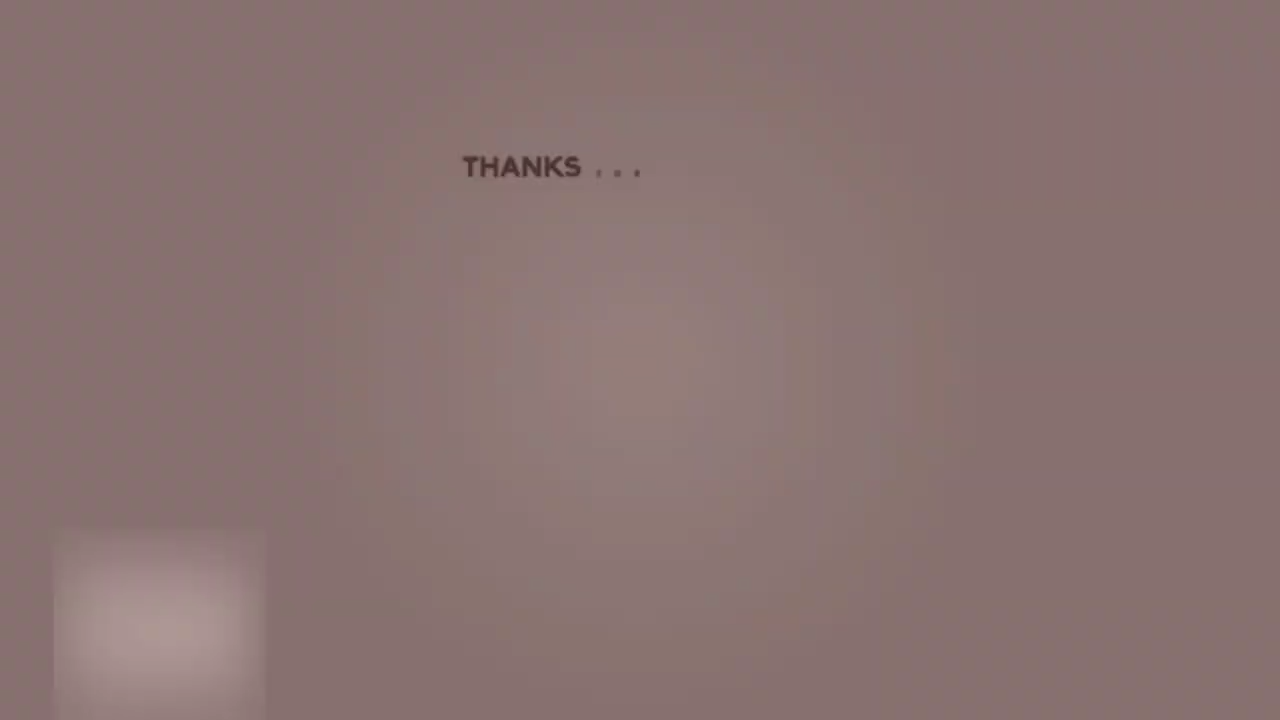 THANKS . . .